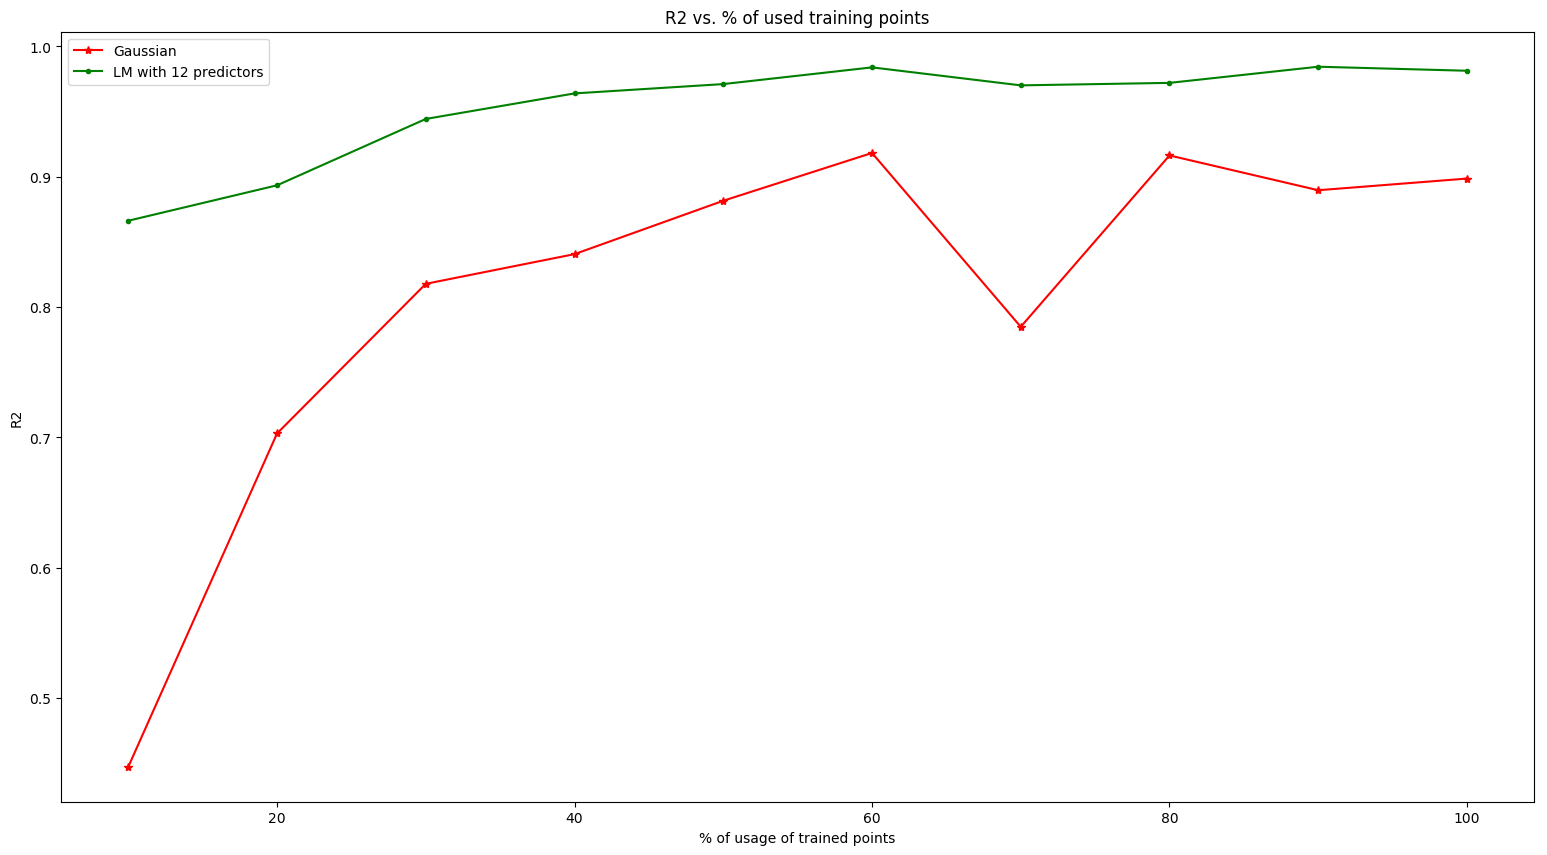 R2 vs. % of used training points
Gaussian
LM with 12 predictors
1.0
0.9
0.8
0.7
0.6
0.5
R2
20
40
60
80
100
% of usage of trained points